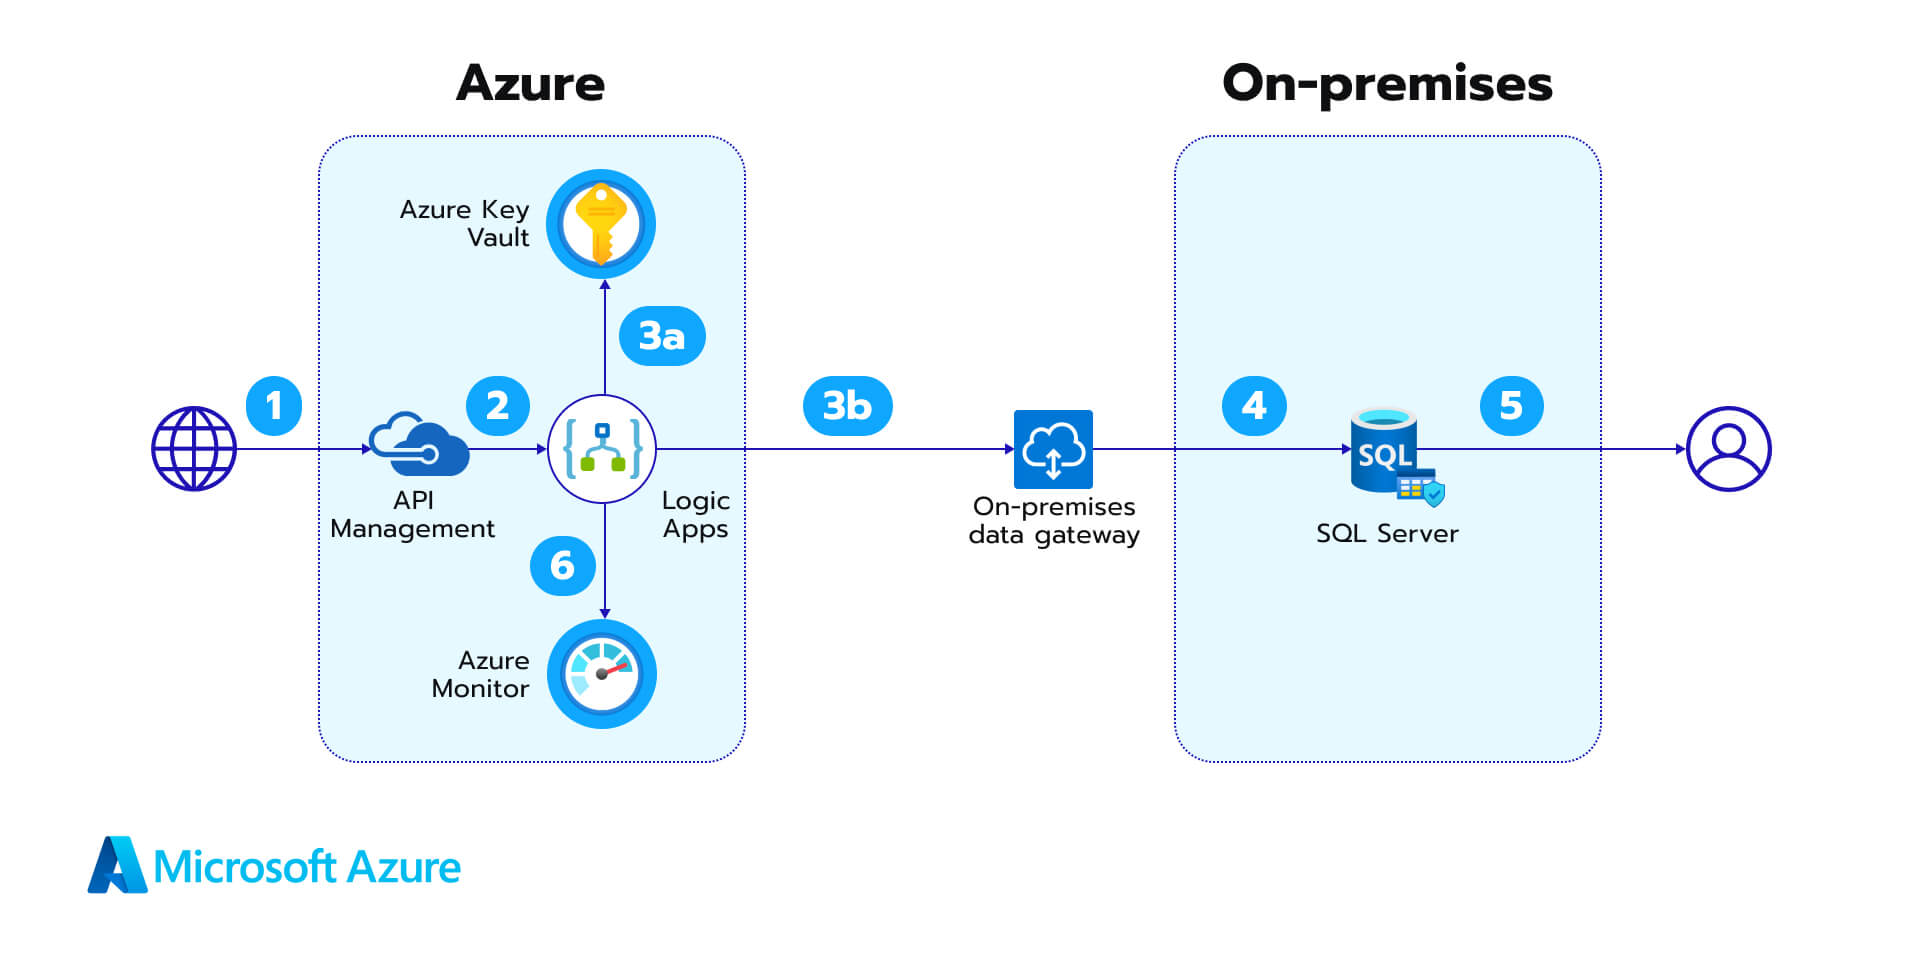 Azure
On-premises
Azure Key
Vault
3a
1
2
3b
4
5
SQL
API
Management
Logic
Apps
On-premises
data gateway
SQL Server
6
Azure
Monitor
Microsoft Azure